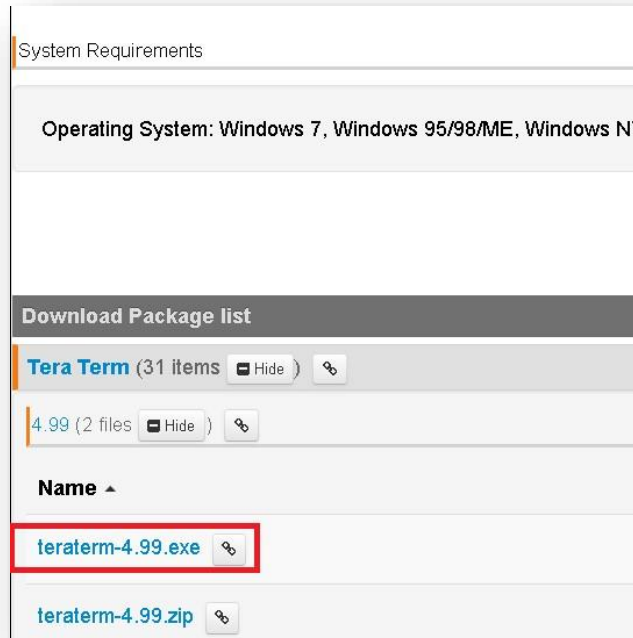 System Requirements
Operating System: Windows 7, Windows 95/98/ME, Windows
Download Package list
Tera Term (31 items Hide )
4.99 (2 files Hide )
Name
teraterm-4.99.exe
teraterm-4.99.zip